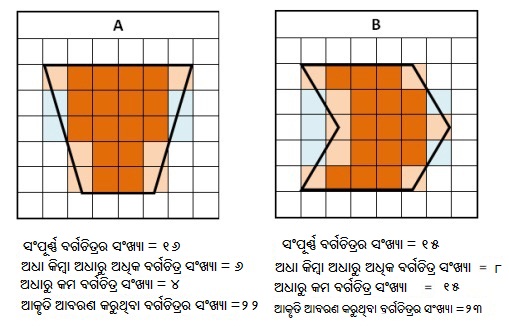 A
B
ସଂପୂର୍ଣ୍ଣ ବର୍ଗଚିତ୍ରର ସଂଖ୍ୟା = ୧୬
ଅଧା କିମ୍ବା ଅଧାରୁ ଅଧିକ ବର୍ଗଚିତ୍ର ସଂଖ୍ୟା = ୬
ଅଧାରୁ କମ ବର୍ଗଚିତ୍ର ସଂଖ୍ୟା = ୪
ଆକୃତି ଆବରଣ କରୁଥିବା ବର୍ଗଚିତ୍ରର ସଂଖ୍ୟା =୨୨
ସଂପୂର୍ଣ୍ଣ ବର୍ଗଚିତ୍ରର ସଂଖ୍ୟା = ୧୫
ଅଧା କିମ୍ବା ଅଧାରୁ ଅଧିକ ବର୍ଗଚିତ୍ର ସଂଖ୍ୟା = ୮
ଅଧାରୁ କମ ବର୍ଗଚିତ୍ର ସଂଖ୍ୟା = ୧୫
ଆକୃତି ଆବରଣ କରୁଥିବା ବର୍ଗଚିତ୍ରର ସଂଖ୍ୟା =୨୩